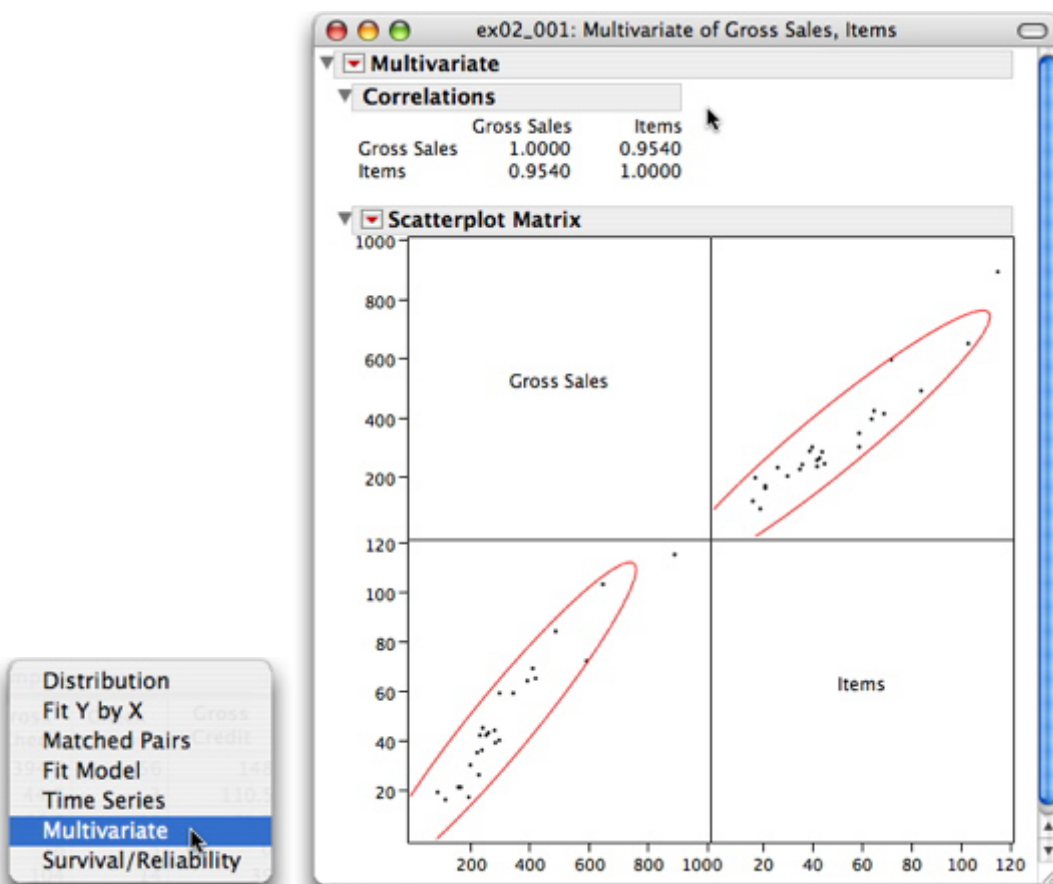 ex02_001: Multivariate of Gross Sales, Items
Multivariate
Correlations
Gross Sales Items
Gross Sales 1.0000 0.9540
Items 0.9540 1.0000
Scatterplot Matrix
1000
800
600
400
200
Gross Sales
120
100
80
60
40
20
Items
200 400 600 800 1000 20 40 60 80 100 120
Distribution
Fit Y by X
Matched Pairs
Fit Model
Time Series
Multivariate
Survival/Reliability
Gross
Credit